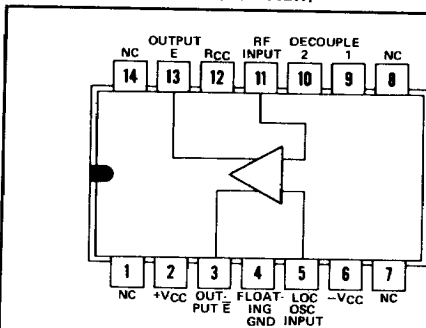 OUTPUT RF DECOUPLE
NC E RCC INPUT 2 1 NC
14 13 12 11 10 9 8
1 2 3 4 5 6 7
NC +VCC OUT- FLOAT- LOC -VCC NC
PUT E̅ ING OSC
GND INPUT